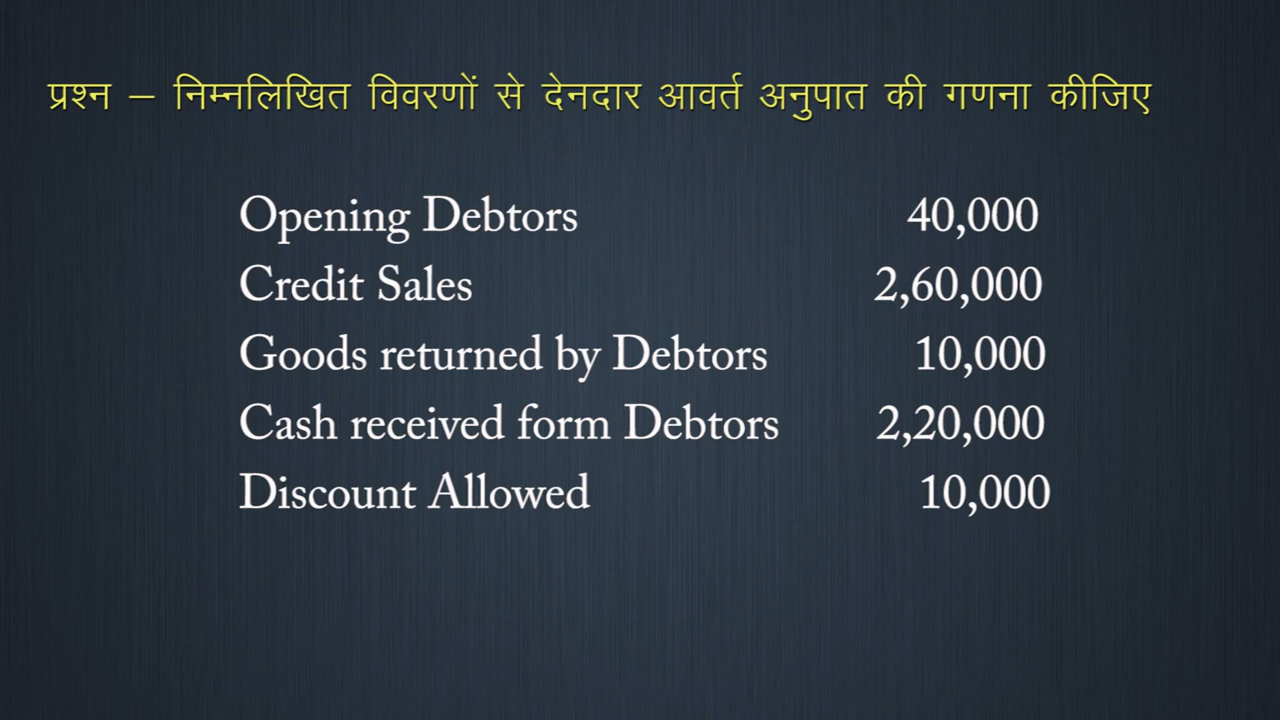 प्रश्न – निम्नलिखित विवरणों से देनदार आवर्त अनुपात की गणना कीजिए
Opening Debtors 40,000
Credit Sales 2,60,000
Goods returned by Debtors 10,000
Cash received form Debtors 2,20,000
Discount Allowed 10,000